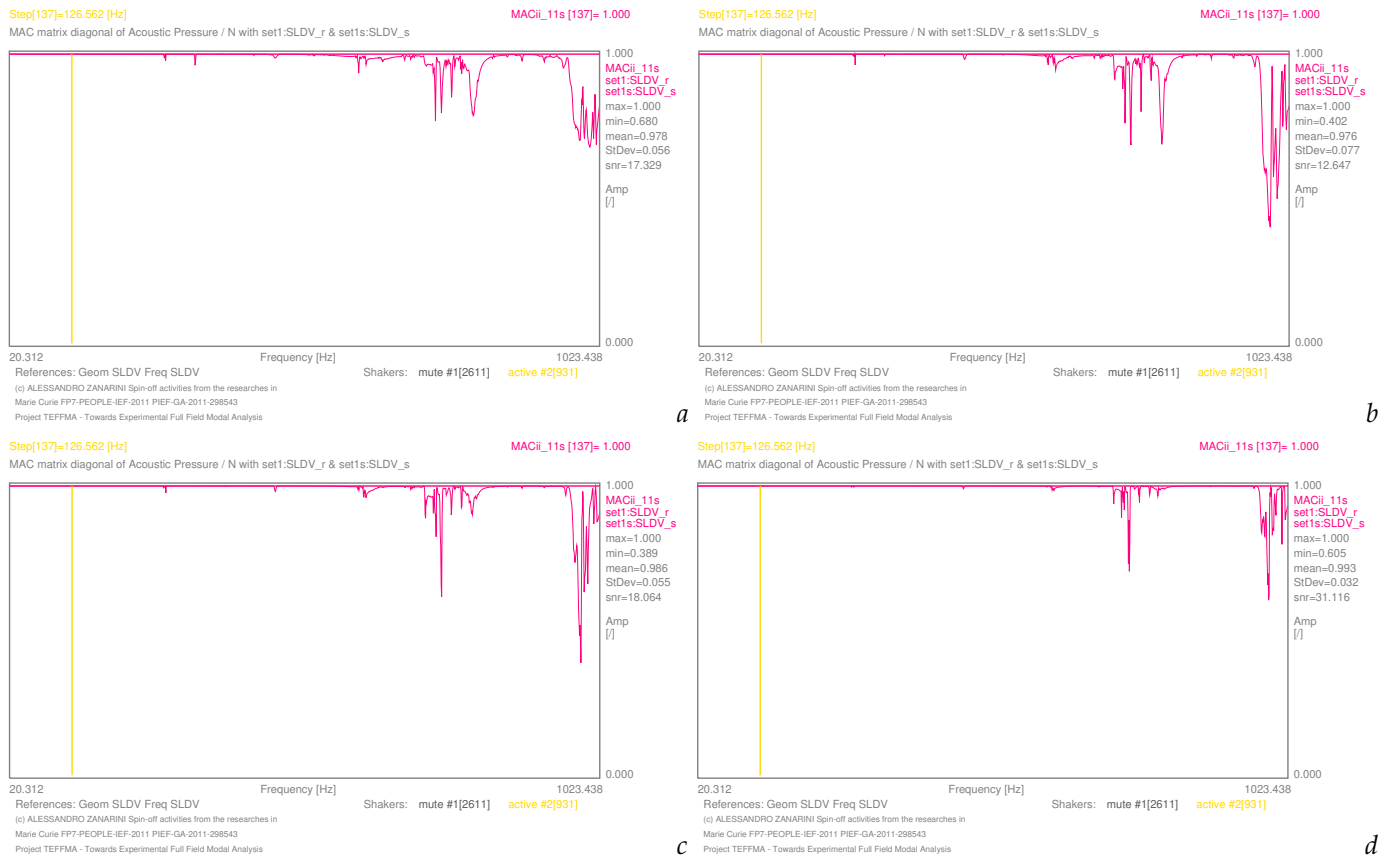 Step[137]=126.562 [Hz] MACii_11s [137]= 1.000
MAC matrix diagonal of Acoustic Pressure / N with set1:SLDV_r & set1s:SLDV_s
1.000
MACii_11s
set1:SLDV_r
set1s:SLDV_s
max=1.000
min=0.680
mean=0.978
StDev=0.056
snr=17.329
Amp
[/]
0.000
20.312 Frequency [Hz] 1023.438
References: Geom SLDV Freq SLDV Shakers: mute #1[2611] active #2[931]
(c) ALESSANDRO ZANARINI Spin-off activities from the researches in
Marie Curie FP7-PEOPLE-IEF-2011 PIEF-GA-2011-298543
Project TEFFMA - Towards Experimental Full Field Modal Analysis
a
Step[137]=126.562 [Hz] MACii_11s [137]= 1.000
MAC matrix diagonal of Acoustic Pressure / N with set1:SLDV_r & set1s:SLDV_s
1.000
MACii_11s
set1:SLDV_r
set1s:SLDV_s
max=1.000
min=0.402
mean=0.976
StDev=0.077
snr=12.647
Amp
[/]
0.000
20.312 Frequency [Hz] 1023.438
References: Geom SLDV Freq SLDV Shakers: mute #1[2611] active #2[931]
(c) ALESSANDRO ZANARINI Spin-off activities from the researches in
Marie Curie FP7-PEOPLE-IEF-2011 PIEF-GA-2011-298543
Project TEFFMA - Towards Experimental Full Field Modal Analysis
b
Step[137]=126.562 [Hz] MACii_11s [137]= 1.000
MAC matrix diagonal of Acoustic Pressure / N with set1:SLDV_r & set1s:SLDV_s
1.000
MACii_11s
set1:SLDV_r
set1s:SLDV_s
max=1.000
min=0.389
mean=0.986
StDev=0.055
snr=18.064
Amp
[/]
0.000
20.312 Frequency [Hz] 1023.438
References: Geom SLDV Freq SLDV Shakers: mute #1[2611] active #2[931]
(c) ALESSANDRO ZANARINI Spin-off activities from the researches in
Marie Curie FP7-PEOPLE-IEF-2011 PIEF-GA-2011-298543
Project TEFFMA - Towards Experimental Full Field Modal Analysis
c
Step[137]=126.562 [Hz] MACii_11s [137]= 1.000
MAC matrix diagonal of Acoustic Pressure / N with set1:SLDV_r & set1s:SLDV_s
1.000
MACii_11s
set1:SLDV_r
set1s:SLDV_s
max=1.000
min=0.605
mean=0.993
StDev=0.032
snr=31.116
Amp
[/]
0.000
20.312 Frequency [Hz] 1023.438
References: Geom SLDV Freq SLDV Shakers: mute #1[2611] active #2[931]
(c) ALESSANDRO ZANARINI Spin-off activities from the researches in
Marie Curie FP7-PEOPLE-IEF-2011 PIEF-GA-2011-298543
Project TEFFMA - Towards Experimental Full Field Modal Analysis
d